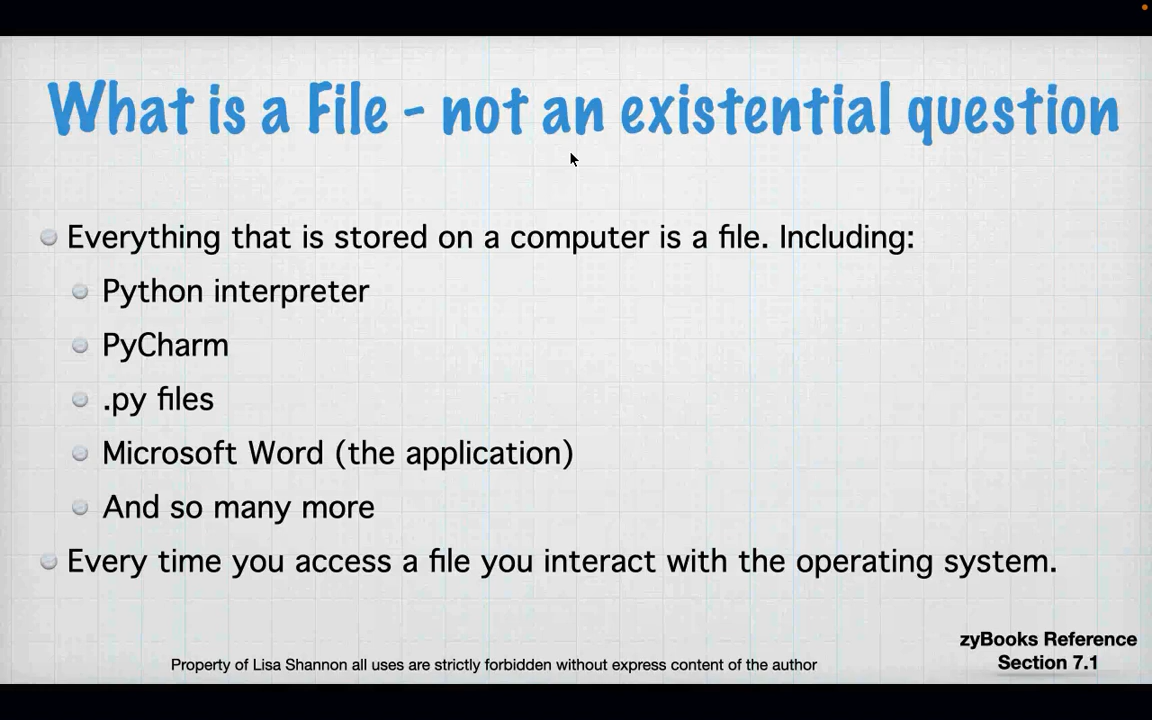 What is a File - not an existential question
Everything that is stored on a computer is a file. Including:
Python interpreter
PyCharm
.py files
Microsoft Word (the application)
And so many more
Every time you access a file you interact with the operating system.
zyBooks Reference
Section 7.1
Property of Lisa Shannon all uses are strictly forbidden without express content of the author